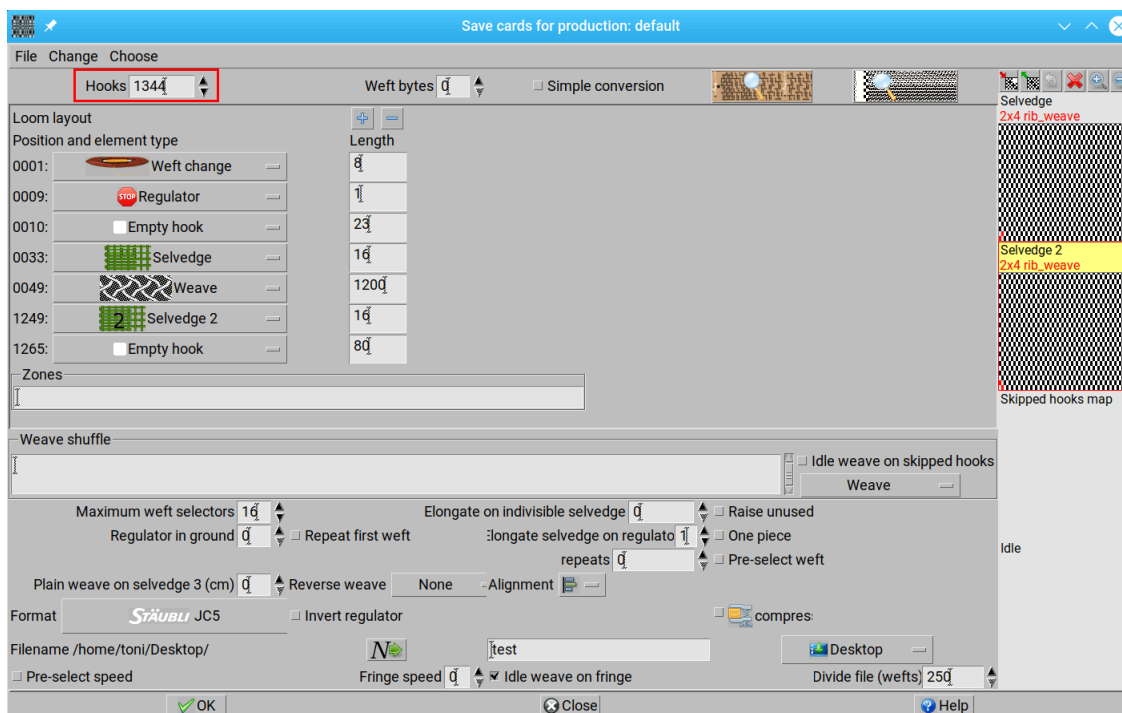 Save cards for production: default
File Change Choose
Hooks 1344 Weft bytes 0 Simple conversion
Loom layout
Position and element type Length
0001: Weft change 8
0009: STOP Regulator 1
0010: Empty hook 23
0033: Selvedge 16
0049: Weave 1200
1249: 2 Selvedge 2 16
1265: Empty hook 80
Zones
Selvedge
2x4 rib_weave
Selvedge 2
2x4 rib_weave
Skipped hooks map
Idle
Weave shuffle
Idle weave on skipped hooks
Weave
Maximum weft selectors 16 Elongate on indivisible selvedge 0 Raise unused
Regulator in ground 0 Repeat first weft Elongate selvedge on regulato 1 One piece
repeats 0 Pre-select weft
Plain weave on selvedge 3 (cm) 0 Reverse weave None Alignment
Format STÄUBLI JC5 Invert regulator compres
Filename /home/toni/Desktop/ N test Desktop
Pre-select speed Fringe speed 0 Idle weave on fringe Divide file (wefts) 250
OK Close Help